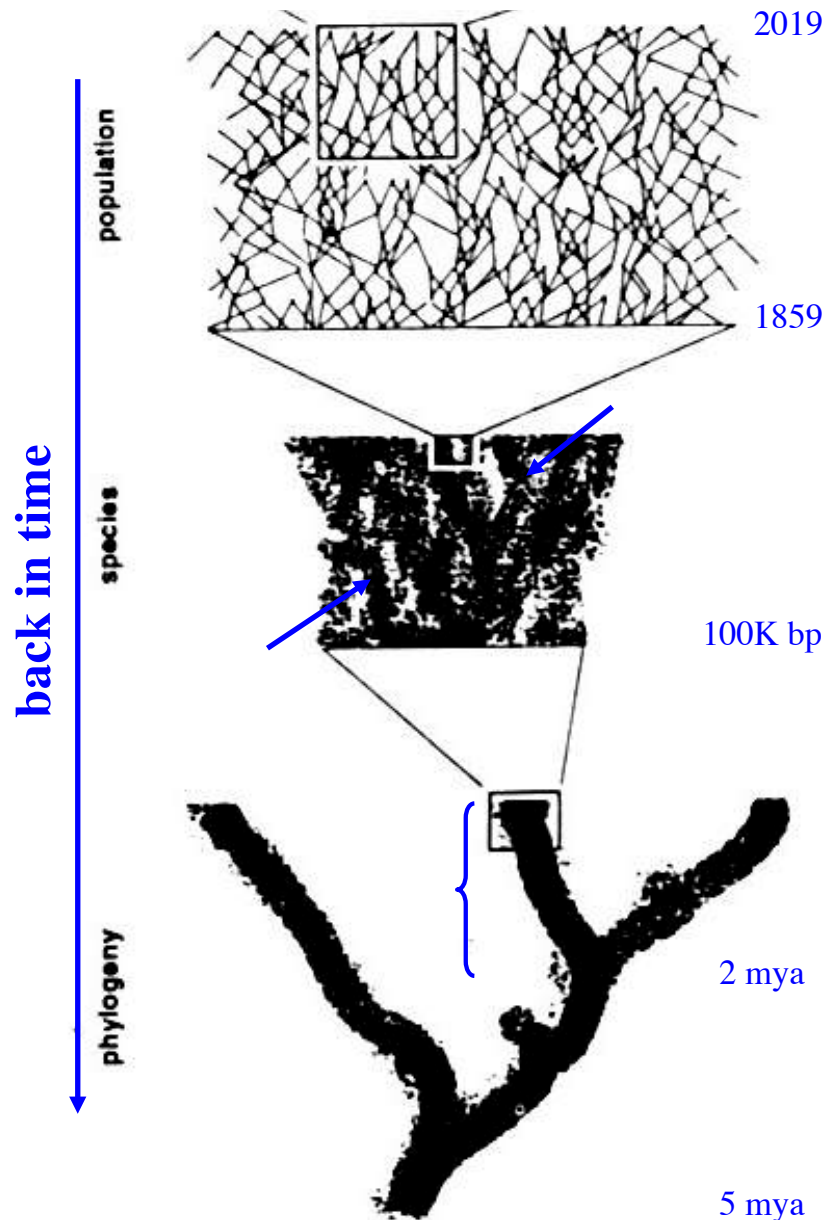 2019
population
1859
back in time
species
100K bp
2 mya
phylogeny
5 mya